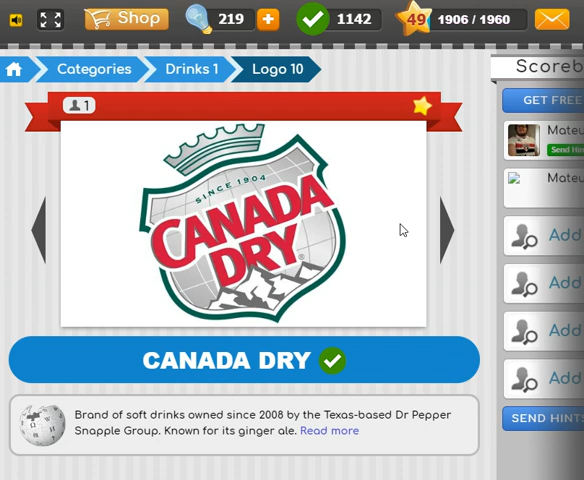 Shop
219
1142
49
1906 / 1960
Categories
Drinks 1
Logo 10
Scoreb
1
GET FREE
SINCE 1904
CANADA
DRY
®
Mateu
Send Hin
Mateu
Add
Add
Add
Add
CANADA DRY
Brand of soft drinks owned since 2008 by the Texas-based Dr Pepper
Snapple Group. Known for its ginger ale. Read more
SEND HINTS